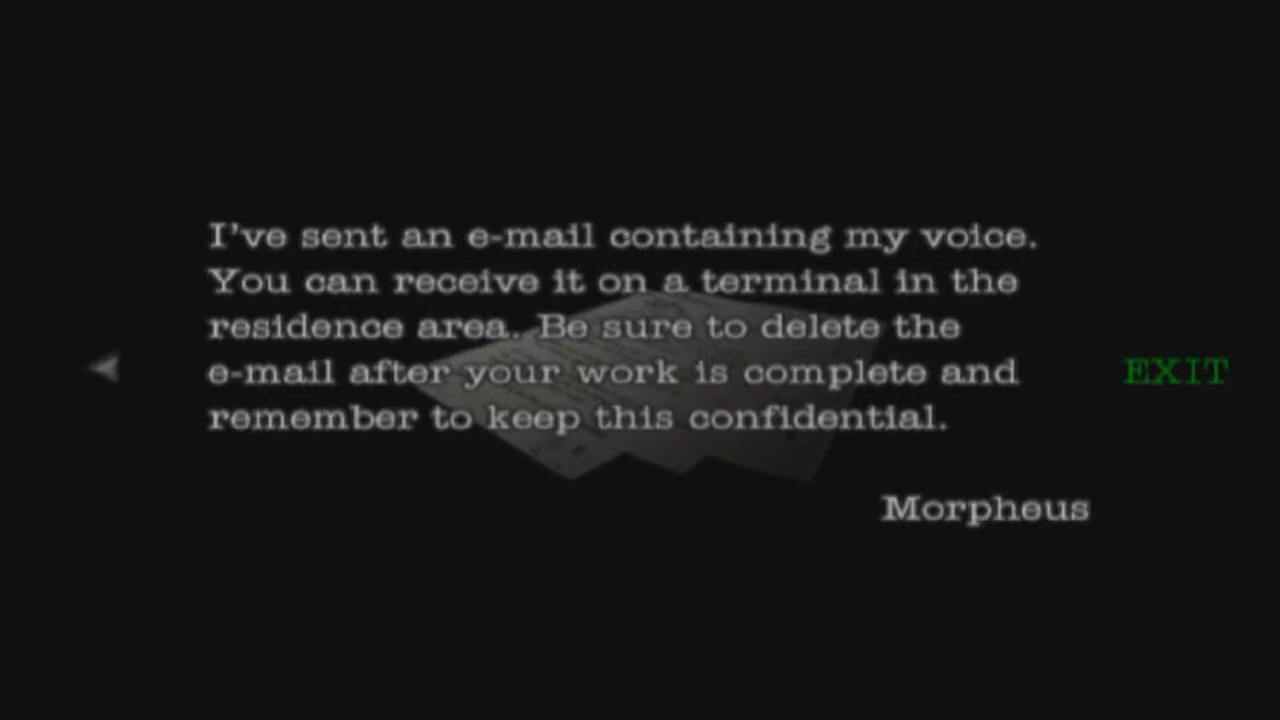 I've sent an e-mail containing my voice.
You can receive it on a terminal in the
residence area. Be sure to delete the
e-mail after your work is complete and
remember to keep this confidential.
EXIT
Morpheus